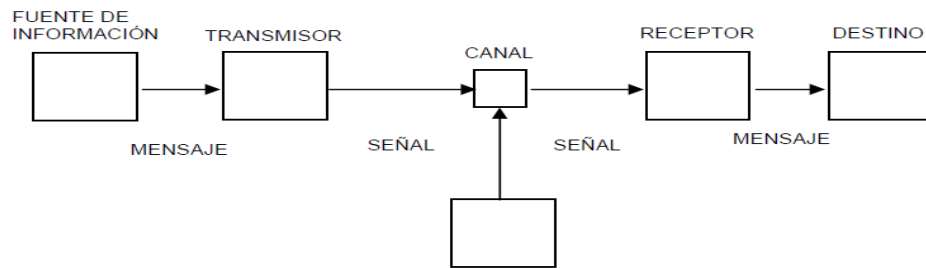 FUENTE DE
INFORMACIÓN
TRANSMISOR
CANAL
RECEPTOR
DESTINO
MENSAJE
SEÑAL
SEÑAL
MENSAJE